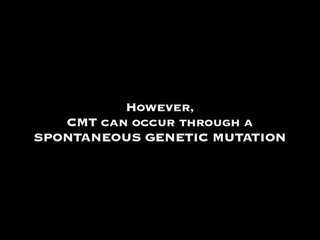 However,
CMT can occur through a
spontaneous genetic mutation